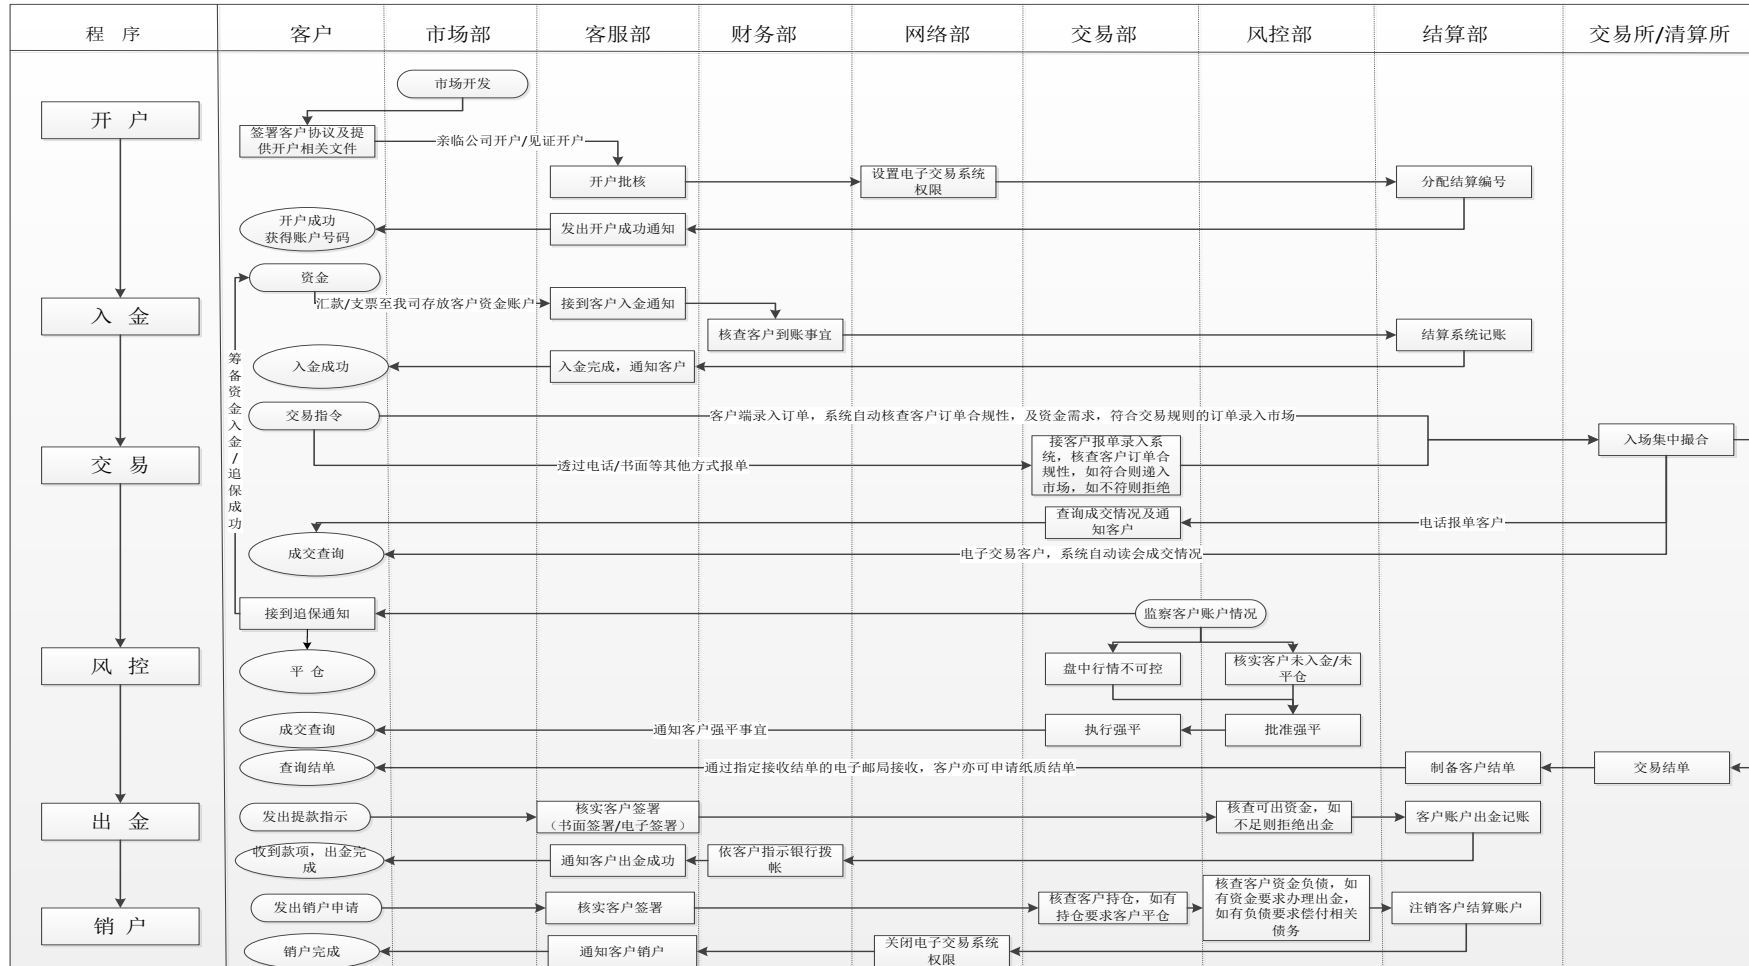 程 序
客户
市场部
客服部
财务部
网络部
交易部
风控部
结算部
交易所/清算所
市场开发
开 户
签署客户协议及提
供开户相关文件
亲临公司开户/见证开户
开户批核
设置电子交易系统
权限
分配结算编号
开户成功
获得账户号码
发出开户成功通知
资金
入 金
汇款/支票至我司存放客户资金账户
接到客户入金通知
核查客户到账事宜
结算系统记账
入金成功
入金完成，通知客户
筹备资金入金/追保成功
交易指令
客户端录入订单，系统自动核查客户订单合规性，及资金需求，符合交易规则的订单录入市场
入场集中撮合
交 易
透过电话/书面等其他方式报单
接客户报单录入系
统，核查客户订单合
规性，如符合则递入
市场，如不符则拒绝
查询成交情况及通
知客户
电话报单客户
成交查询
电子交易客户，系统自动读会成交情况
接到追保通知
监察客户账户情况
风 控
平 仓
盘中行情不可控
核实客户未入金/未
平仓
成交查询
通知客户强平事宜
执行强平
批准强平
查询结单
通过指定接收结单的电子邮局接收，客户亦可申请纸质结单
制备客户结单
交易结单
出 金
发出提款指示
核实客户签署
（书面签署/电子签署）
核查可出资金，如
不足则拒绝出金
客户账户出金记账
收到款项，出金完
成
通知客户出金成功
依客户指示银行拨
帐
销 户
发出销户申请
核实客户签署
核查客户持仓，如有
持仓要求客户平仓
核查客户资金负债，如
有资金要求办理出金，
如有负债要求偿付相关
债务
注销客户结算账户
销户完成
通知客户销户
关闭电子交易系统
权限